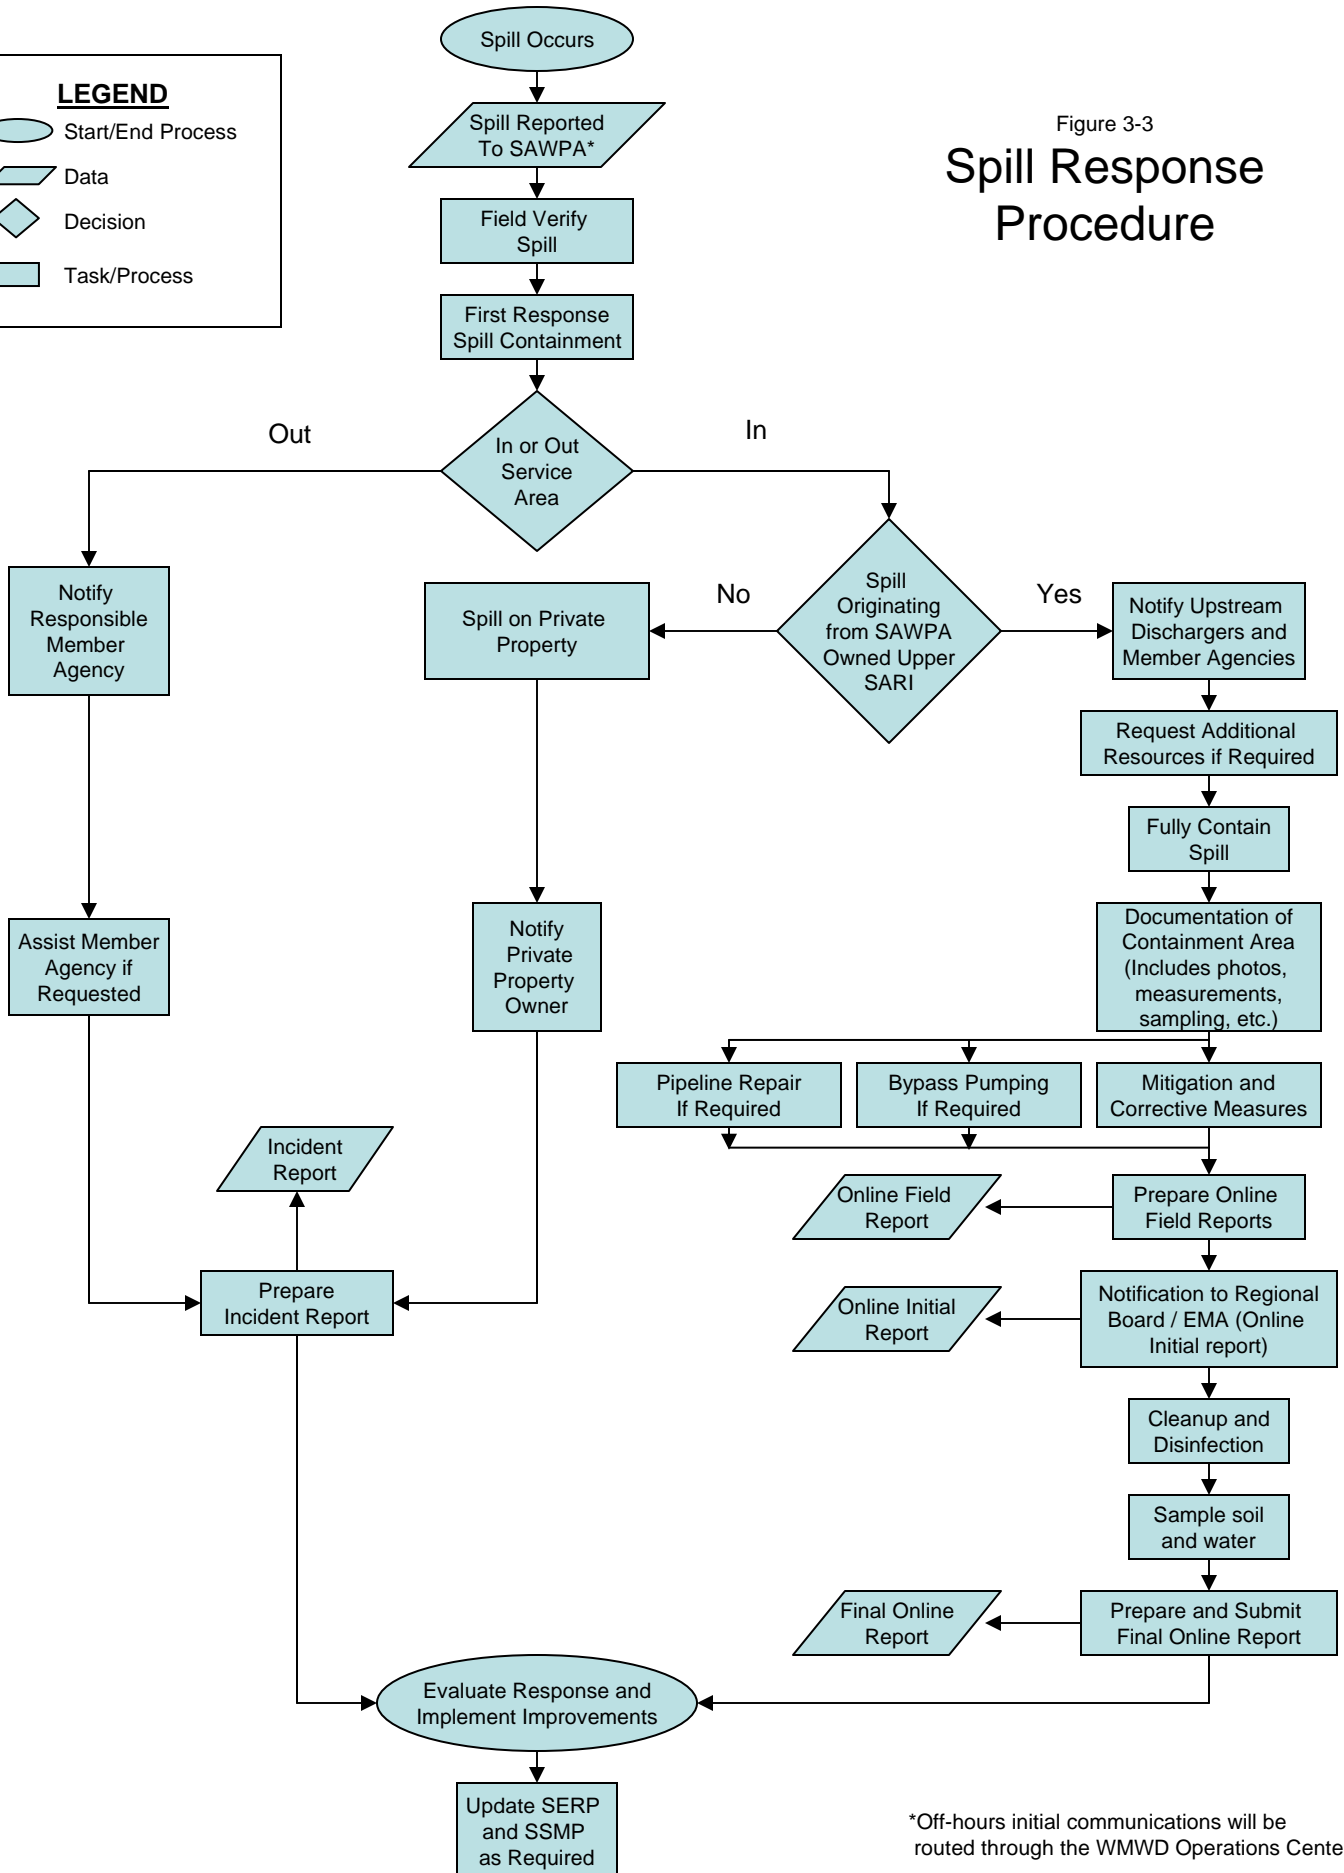 Spill Occurs
LEGEND
Start/End Process
Data
Decision
Task/Process
Figure 3-3
Spill Response
Procedure
Spill Reported
To SAWPA*
Field Verify
Spill
First Response
Spill Containment
In or Out
Service
Area
Out
In
Notify
Responsible
Member
Agency
Spill on Private
Property
No
Spill
Originating
from SAWPA
Owned Upper
SARI
Yes
Notify Upstream
Dischargers and
Member Agencies
Request Additional
Resources if Required
Fully Contain
Spill
Assist Member
Agency if
Requested
Notify
Private
Property
Owner
Documentation of
Containment Area
(Includes photos,
measurements,
sampling, etc.)
Pipeline Repair
If Required
Bypass Pumping
If Required
Mitigation and
Corrective Measures
Incident
Report
Online Field
Report
Prepare Online
Field Reports
Prepare
Incident Report
Online Initial
Report
Notification to Regional
Board / EMA (Online
Initial report)
Cleanup and
Disinfection
Sample soil
and water
Final Online
Report
Prepare and Submit
Final Online Report
Evaluate Response and
Implement Improvements
Update SERP
and SSMP
as Required
*Off-hours initial communications will be
routed through the WMWD Operations Cente